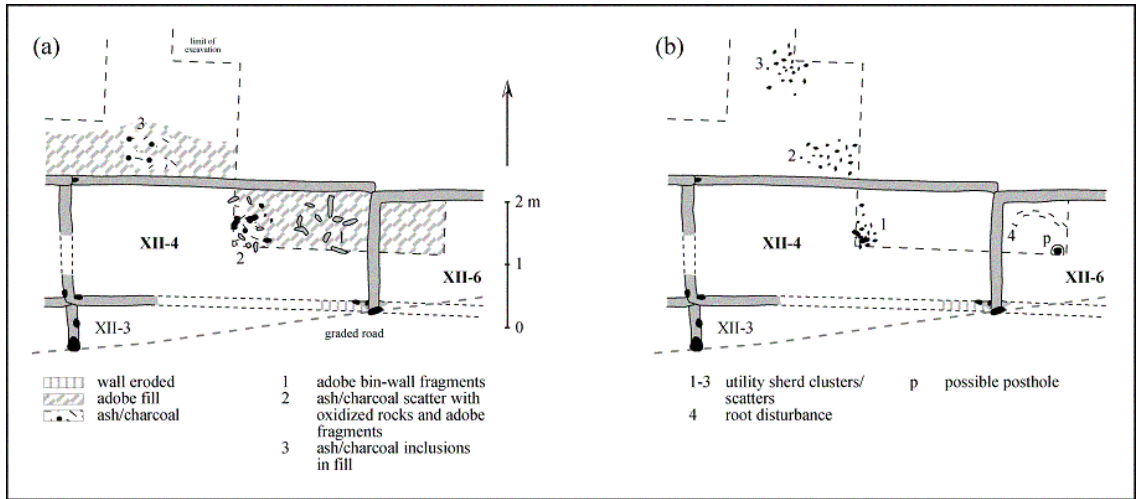 (a)
limit of
excavation
3
2 m
XII-4
2
1
XII-6
XII-3
graded road
0
wall eroded
adobe fill
ash/charcoal
1 adobe bin-wall fragments
2 ash/charcoal scatter with
oxidized rocks and adobe
fragments
3 ash/charcoal inclusions
in fill
(b)
3
2
1
XII-4
4
p
XII-6
XII-3
1-3 utility sherd clusters/
scatters
4 root disturbance
p possible posthole